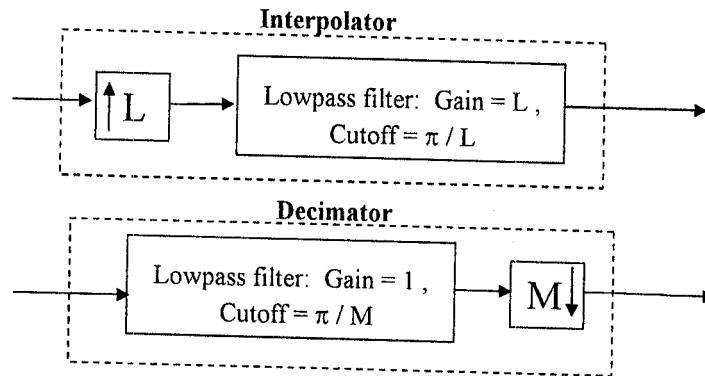 Interpolator
↑ L
Lowpass filter: Gain = L ,
Cutoff = π / L
Decimator
Lowpass filter: Gain = 1 ,
Cutoff = π / M
M ↓